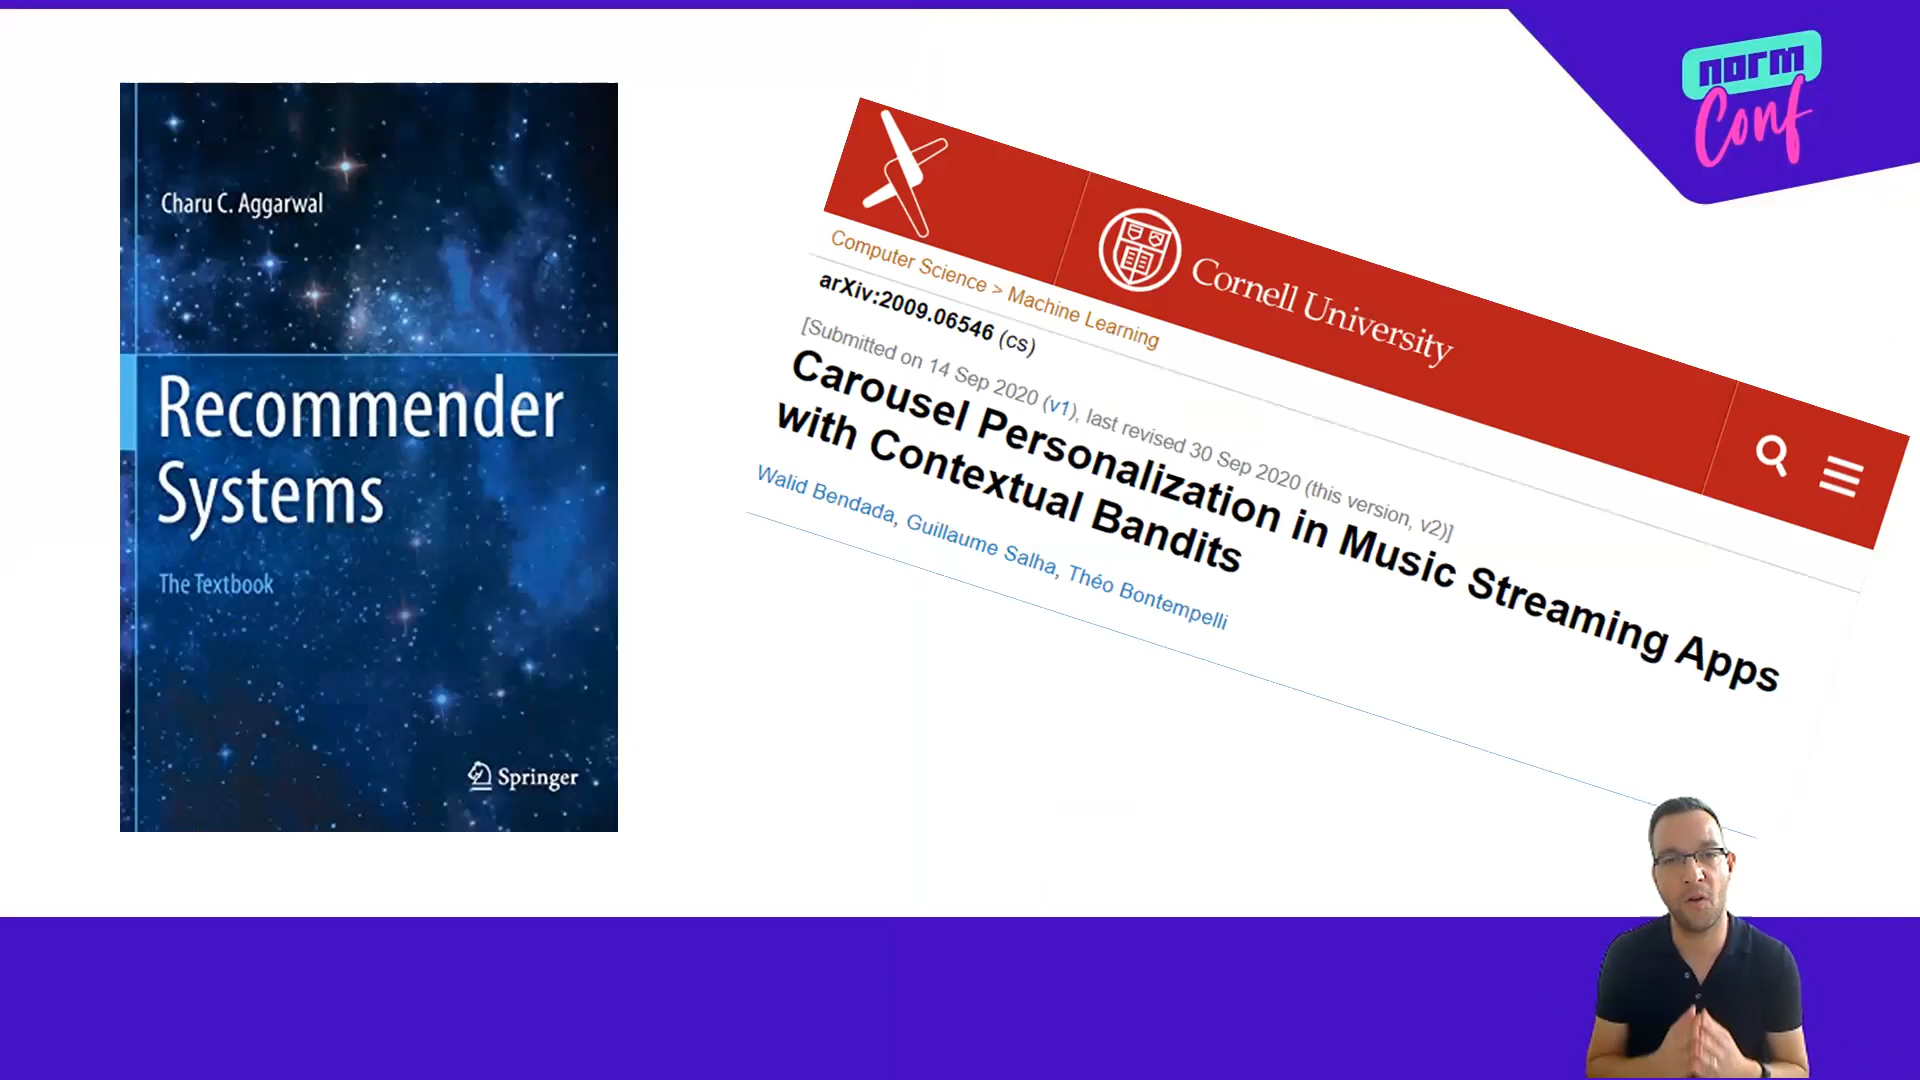 norm
Conf
Charu C. Aggarwal
Recommender
Systems
The Textbook
Springer
Cornell University
Computer Science > Machine Learning
arXiv:2009.06546 (cs)
[Submitted on 14 Sep 2020 (v1), last revised 30 Sep 2020 (this version, v2)]
Carousel Personalization in Music Streaming Apps
with Contextual Bandits
Walid Bendada, Guillaume Salha, Théo Bontempelli